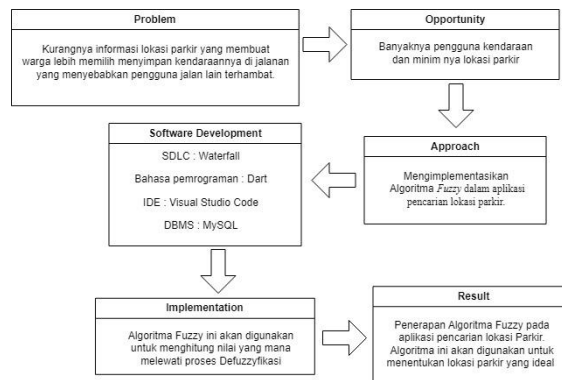 Problem
Kurangnya informasi lokasi parkir yang membuat
warga lebih memilih menyimpan kendaraannya di jalanan
yang menyebabkan pengguna jalan lain terhambat.
Opportunity
Banyaknya pengguna kendaraan
dan minim nya lokasi parkir
Approach
Mengimplementasikan
Algoritma Fuzzy dalam aplikasi
pencarian lokasi parkir.
Software Development
SDLC : Waterfall
Bahasa pemrograman : Dart
IDE : Visual Studio Code
DBMS : MySQL
Implementation
Algoritma Fuzzy ini akan digunakan
untuk menghitung nilai yang mana
melewati proses Defuzzyfikasi
Result
Penerapan Algoritma Fuzzy pada
aplikasi pencarian lokasi Parkir.
Algoritma ini akan digunakan untuk
menentukan lokasi parkir yang ideal